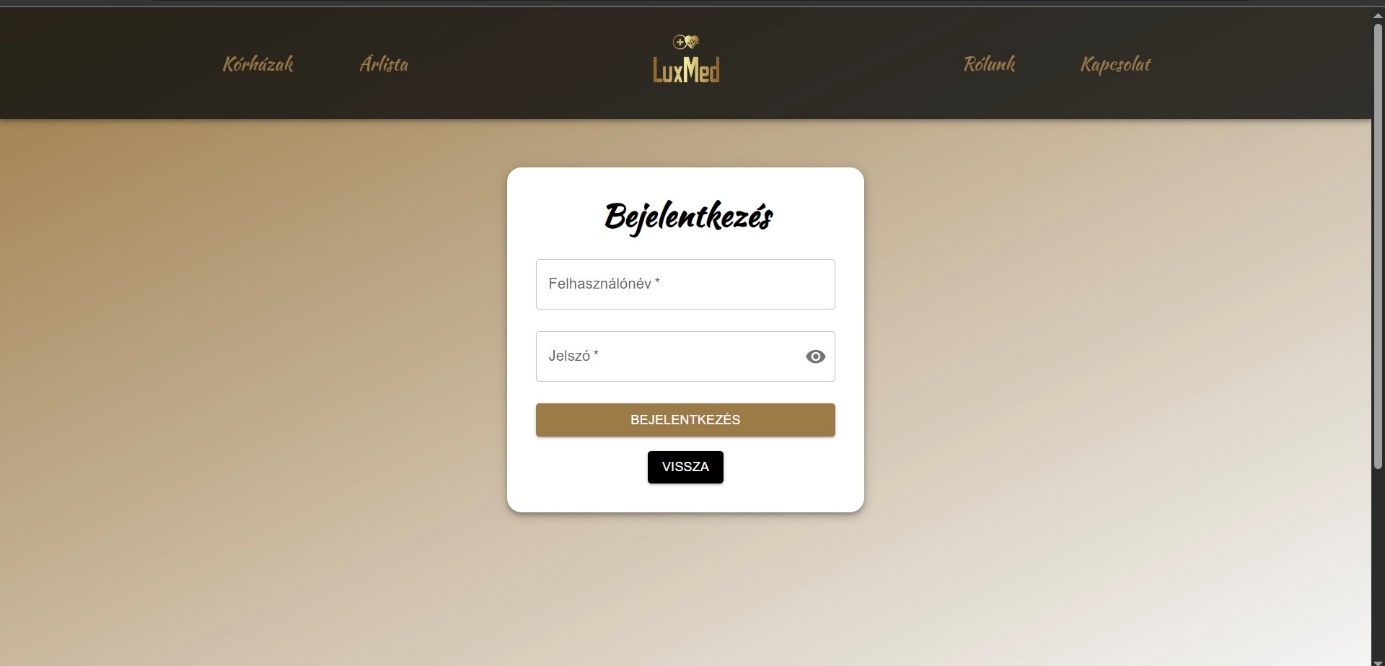 Kórházak
Árlista
LuxMed
Rólunk
Kapcsolat
Bejelentkezés
Felhasználónév *
Jelszó *
BEJELENTKEZÉS
VISSZA